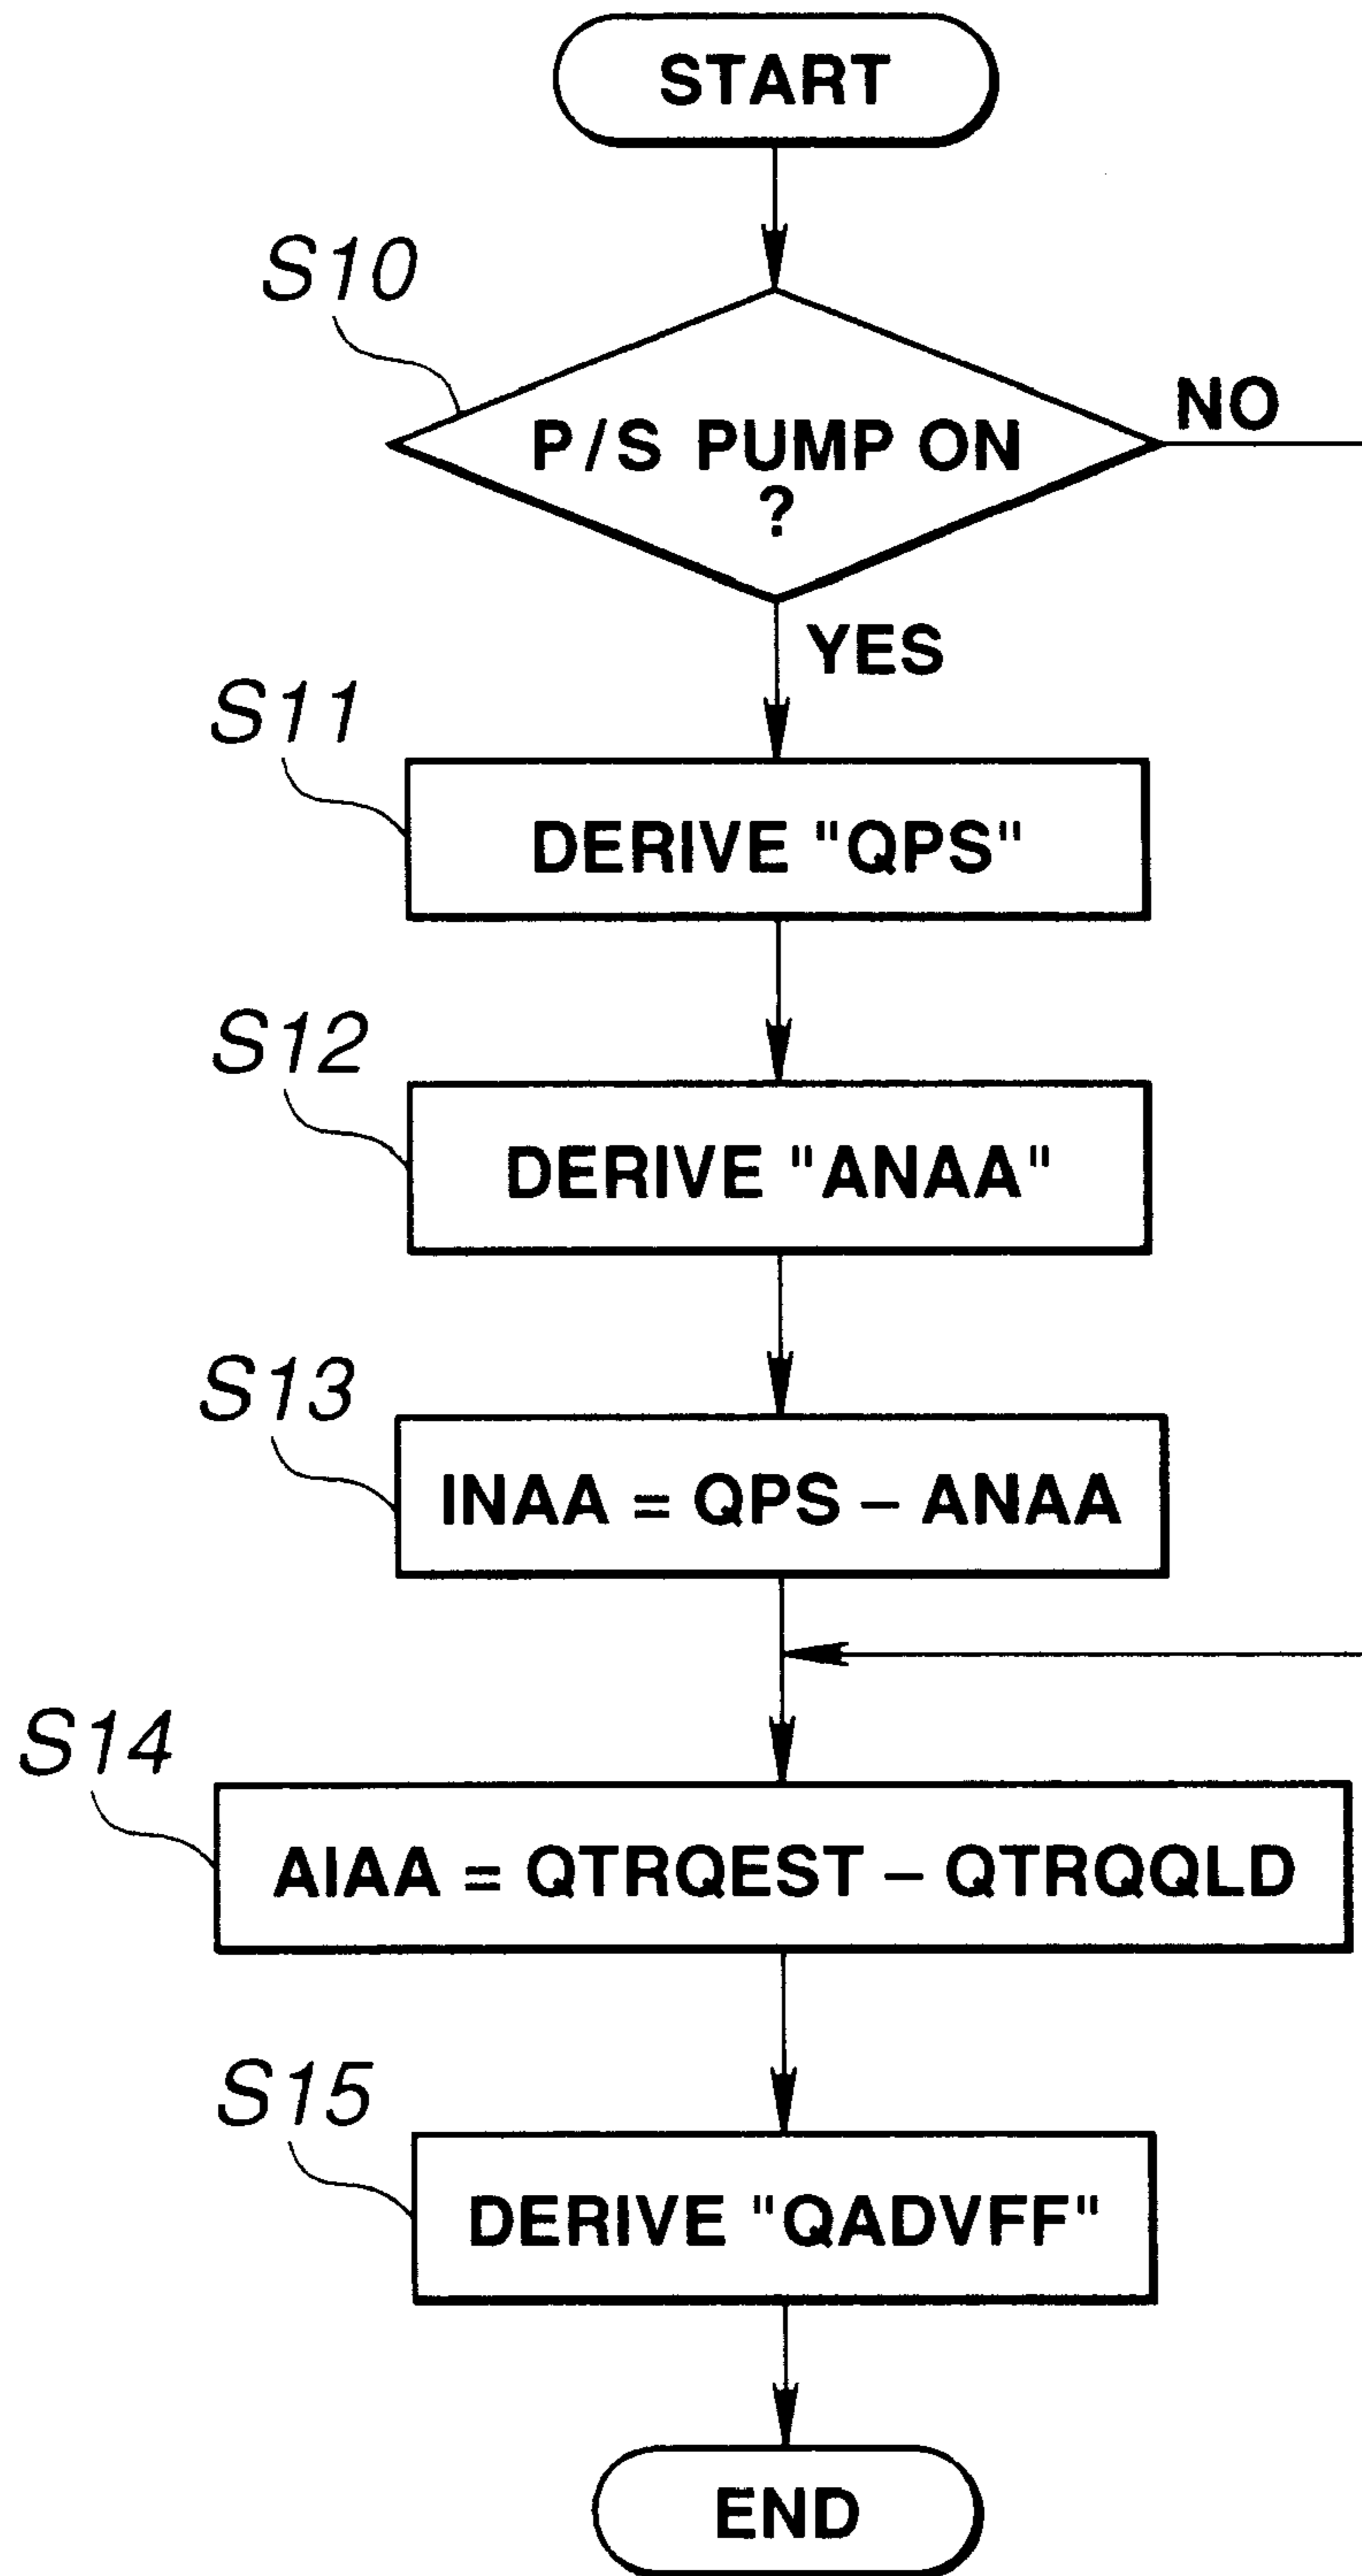 START
S10
P/S PUMP ON
?
NO
YES
S11
DERIVE "QPS"
S12
DERIVE "ANAA"
S13
INAA = QPS – ANAA
S14
AIAA = QTRQEST – QTRQQLD
S15
DERIVE "QADVFF"
END